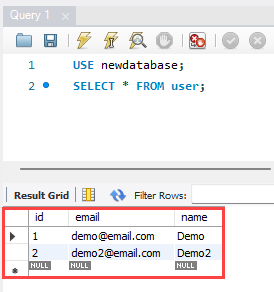 Query 1
1 USE newdatabase;
2 SELECT * FROM user;
Result Grid Filter Rows:
id email name
1 demo@email.com Demo
2 demo2@email.com Demo2
NULL NULL NULL